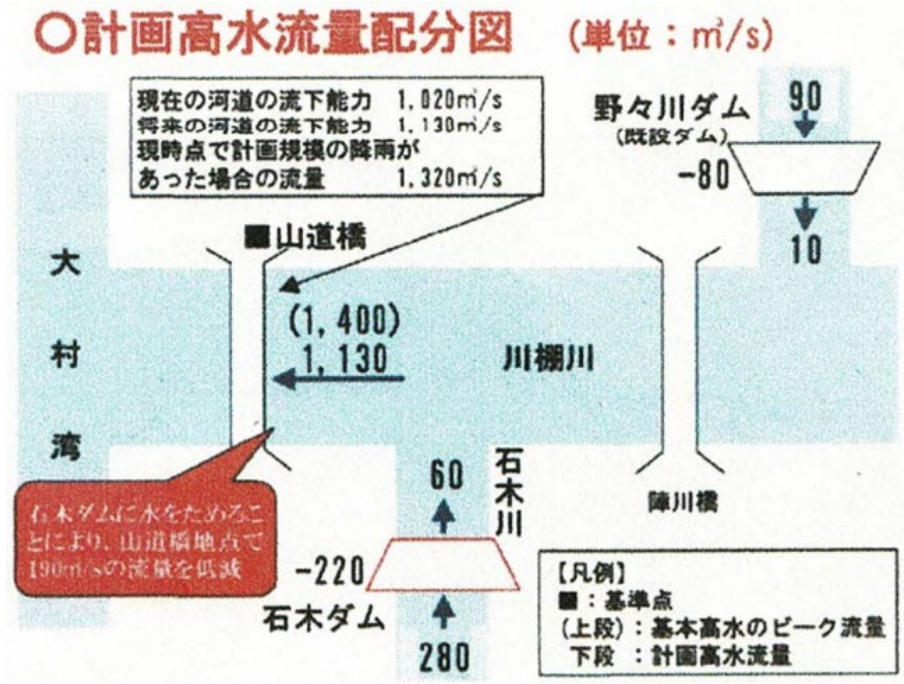 〇計画高水流量配分図 (単位：㎥/s)
現在の河道の流下能力 1,020㎥/s
将来の河道の流下能力 1,130㎥/s
現時点で計画規模の降雨が
あった場合の流量 1,320㎥/s
野々川ダム
(既設ダム)
90
-80
10
■山道橋
大村湾
(1,400)
1,130
川棚川
石木川
60
陣川橋
石木ダムに水をためるこ
とにより、山道橋地点で
190㎥/sの流量を低減
-220
石木ダム
280
【凡例】
■：基準点
(上段)：基本高水のピーク流量
下段：計画高水流量